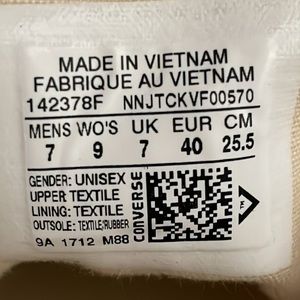 MADE IN VIETNAM
FABRIQUE AU VIETNAM
142378F NNJTCKVF00570
MENS WO'S UK EUR CM
7 9 7 40 25.5
GENDER: UNISEX
UPPER: TEXTILE
LINING: TEXTILE
OUTSOLE: TEXTILE/RUBBER
9A 1712 M88
CONVERSE